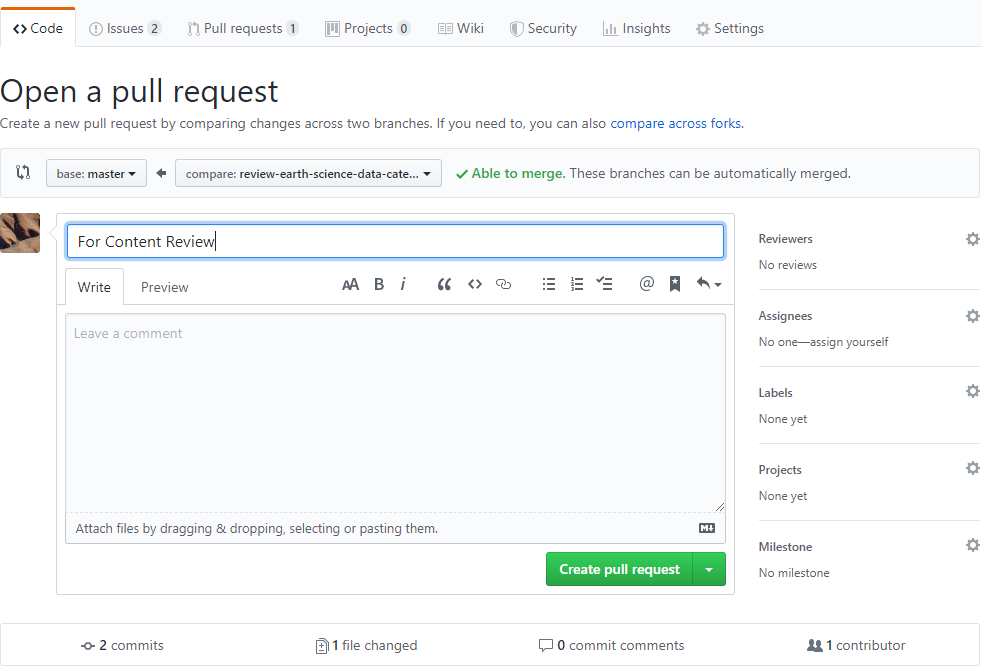 Code Issues 2 Pull requests 1 Projects 0 Wiki Security Insights Settings
Open a pull request
Create a new pull request by comparing changes across two branches. If you need to, you can also compare across forks.
base: master compare: review-earth-science-data-cate... Able to merge. These branches can be automatically merged.
For Content Review
Write Preview AA B i @
Leave a comment
Attach files by dragging & dropping, selecting or pasting them.
Create pull request
Reviewers
No reviews
Assignees
No one—assign yourself
Labels
None yet
Projects
None yet
Milestone
No milestone
2 commits 1 file changed 0 commit comments 1 contributor